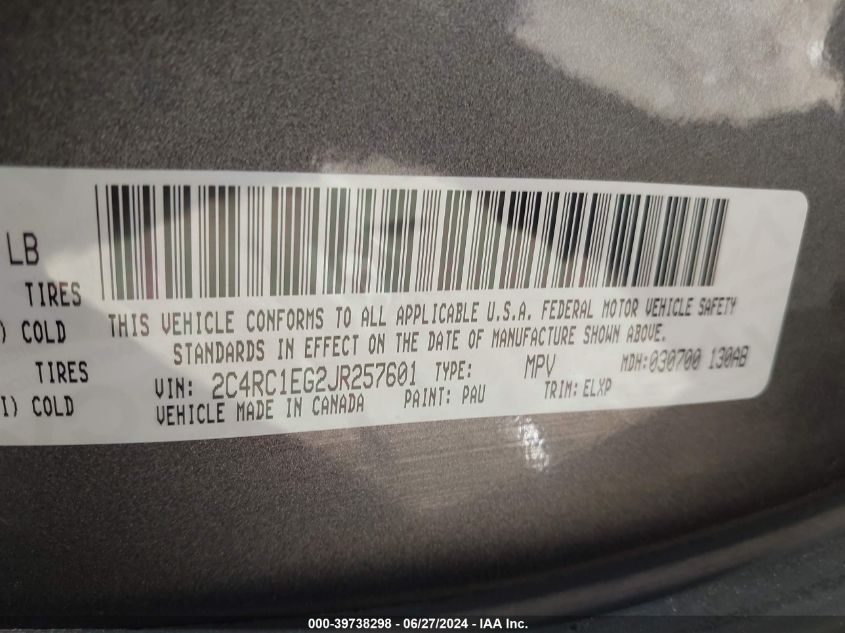 LB
TIRES
) COLD
TIRES
I) COLD
THIS VEHICLE CONFORMS TO ALL APPLICABLE U.S.A. FEDERAL MOTOR VEHICLE SAFETY
STANDARDS IN EFFECT ON THE DATE OF MANUFACTURE SHOWN ABOVE.
VIN: 2C4RC1EG2JR257601 TYPE: MPV MDH:030700 130AB
VEHICLE MADE IN CANADA PAINT: PAU TRIM: ELXP
000-39738298 - 06/27/2024 - IAA Inc.